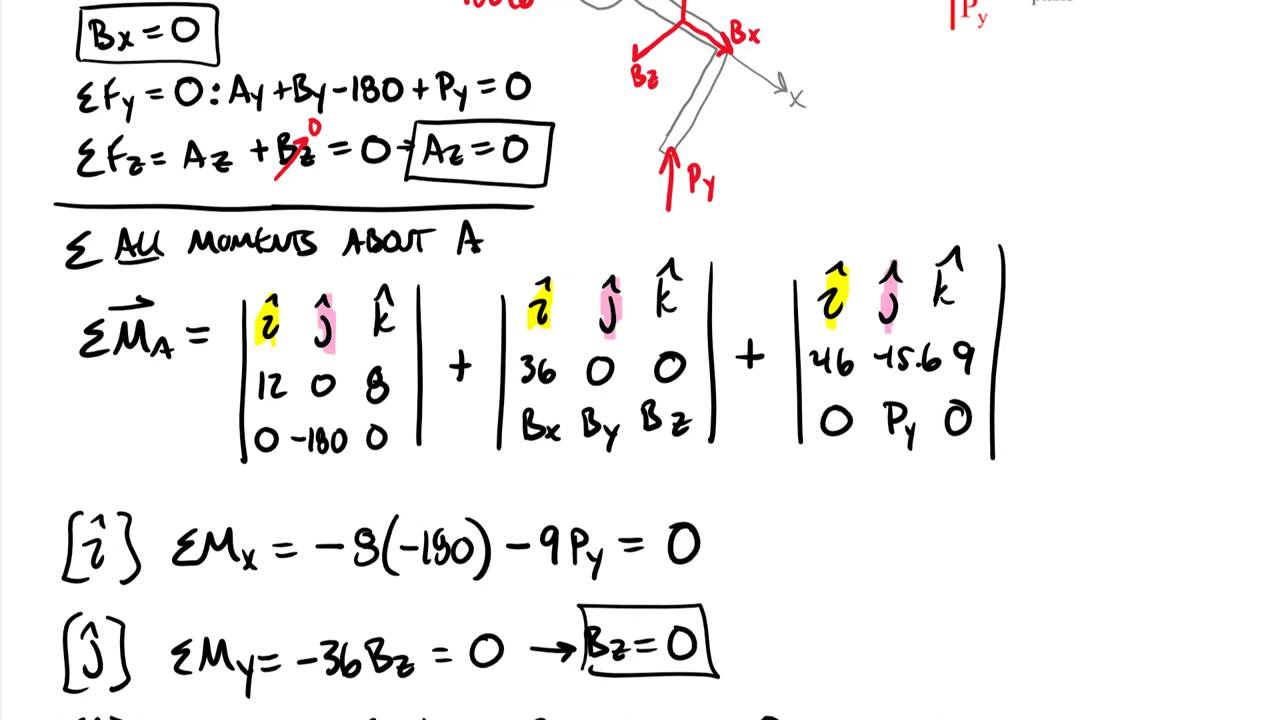 Bx
Py
Bx = 0
Bz
ΣFy = 0: Ay + By - 180 + Py = 0
x
ΣFz = Az + Bz⁰ = 0 → Az = 0
Py
Σ ALL MOMENTS ABOUT A
ΣM⃗A = | î ĵ k̂ | + | î ĵ k̂ | + | î ĵ k̂ |
12 0 8 36 0 0 46 -15.6 9
0 -180 0 Bx By Bz 0 Py 0
[î] ΣMx = -8(-180) - 9Py = 0
[ĵ] ΣMy = -36Bz = 0 → Bz = 0